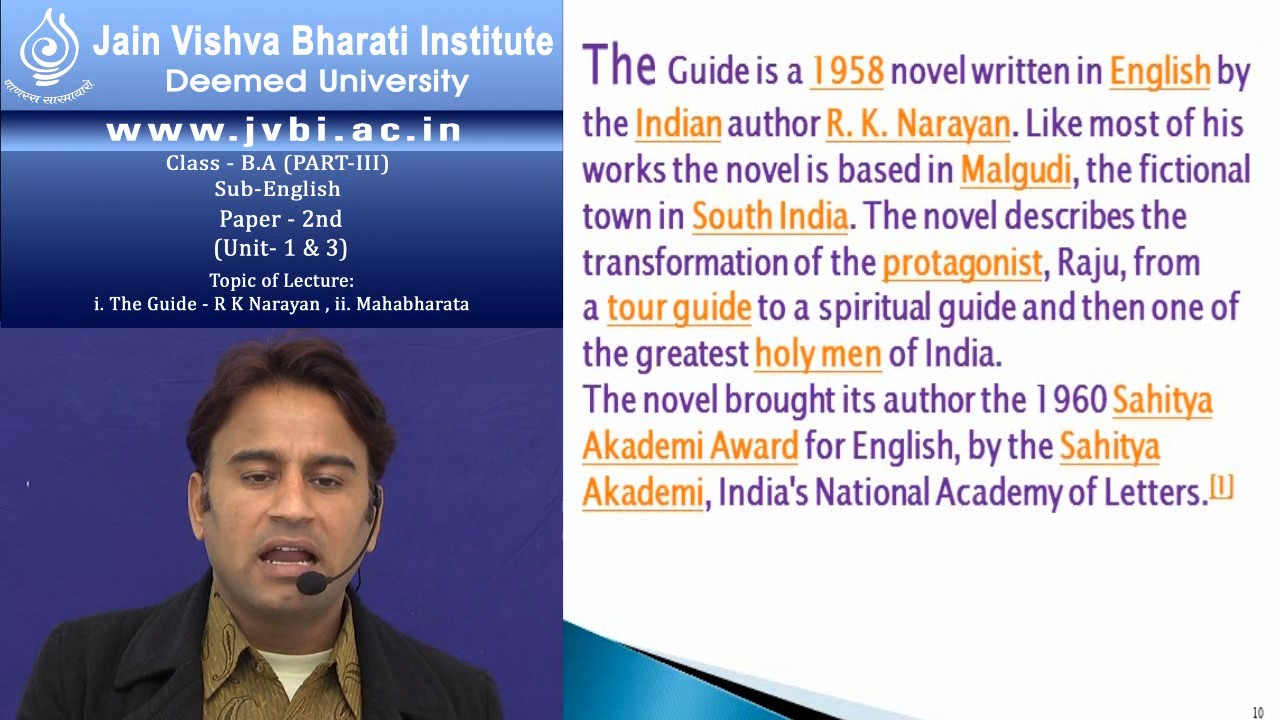 Jain Vishva Bharati Institute
Deemed University
www.jvbi.ac.in
Class - B.A (PART-III)
Sub-English
Paper - 2nd
(Unit- 1 & 3)
Topic of Lecture:
i. The Guide - R K Narayan , ii. Mahabharata
The Guide is a 1958 novel written in English by
the Indian author R. K. Narayan. Like most of his
works the novel is based in Malgudi, the fictional
town in South India. The novel describes the
transformation of the protagonist, Raju, from
a tour guide to a spiritual guide and then one of
the greatest holy men of India.
The novel brought its author the 1960 Sahitya
Akademi Award for English, by the Sahitya
Akademi, India's National Academy of Letters.[1]
10